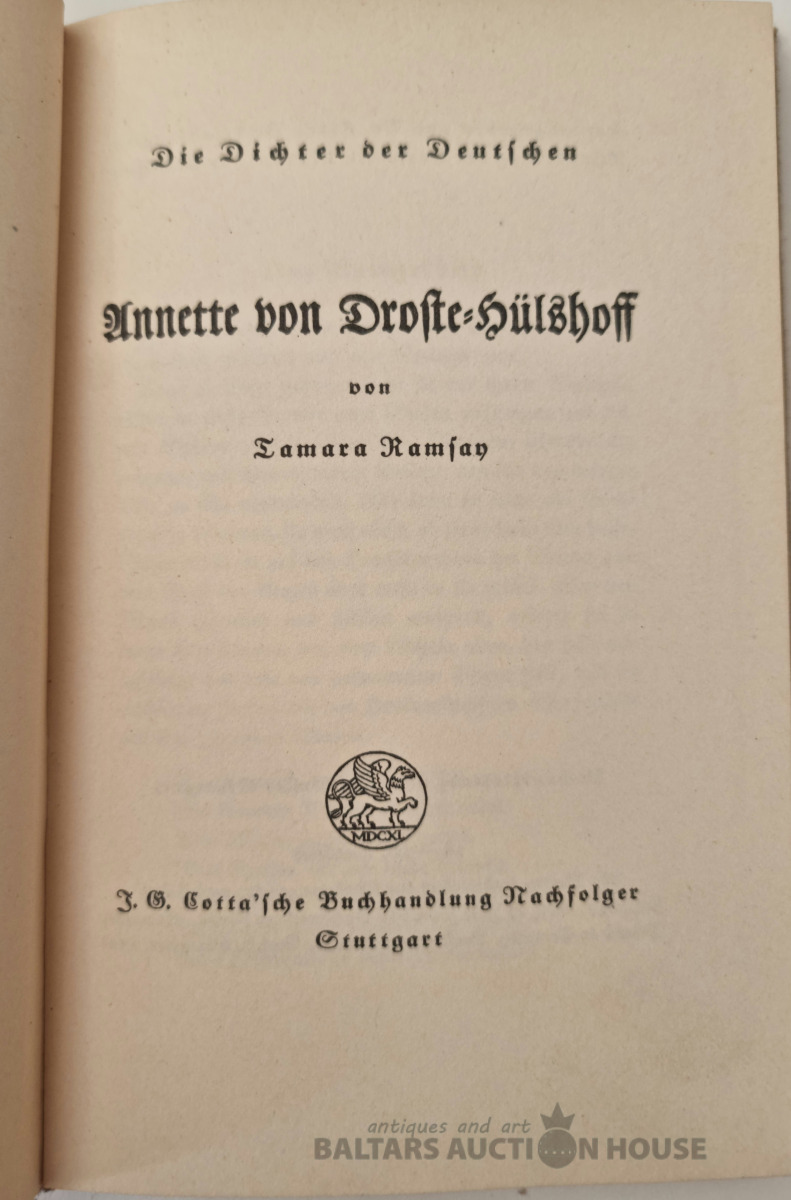 Die Dichter der Deutſchen
Annette von Droſte-Hülshoff
von
Tamara Ramſay
MDCXL
J. G. Cotta'ſche Buchhandlung Nachfolger
Stuttgart
antiques and art
BALTARS AUCTION HOUSE